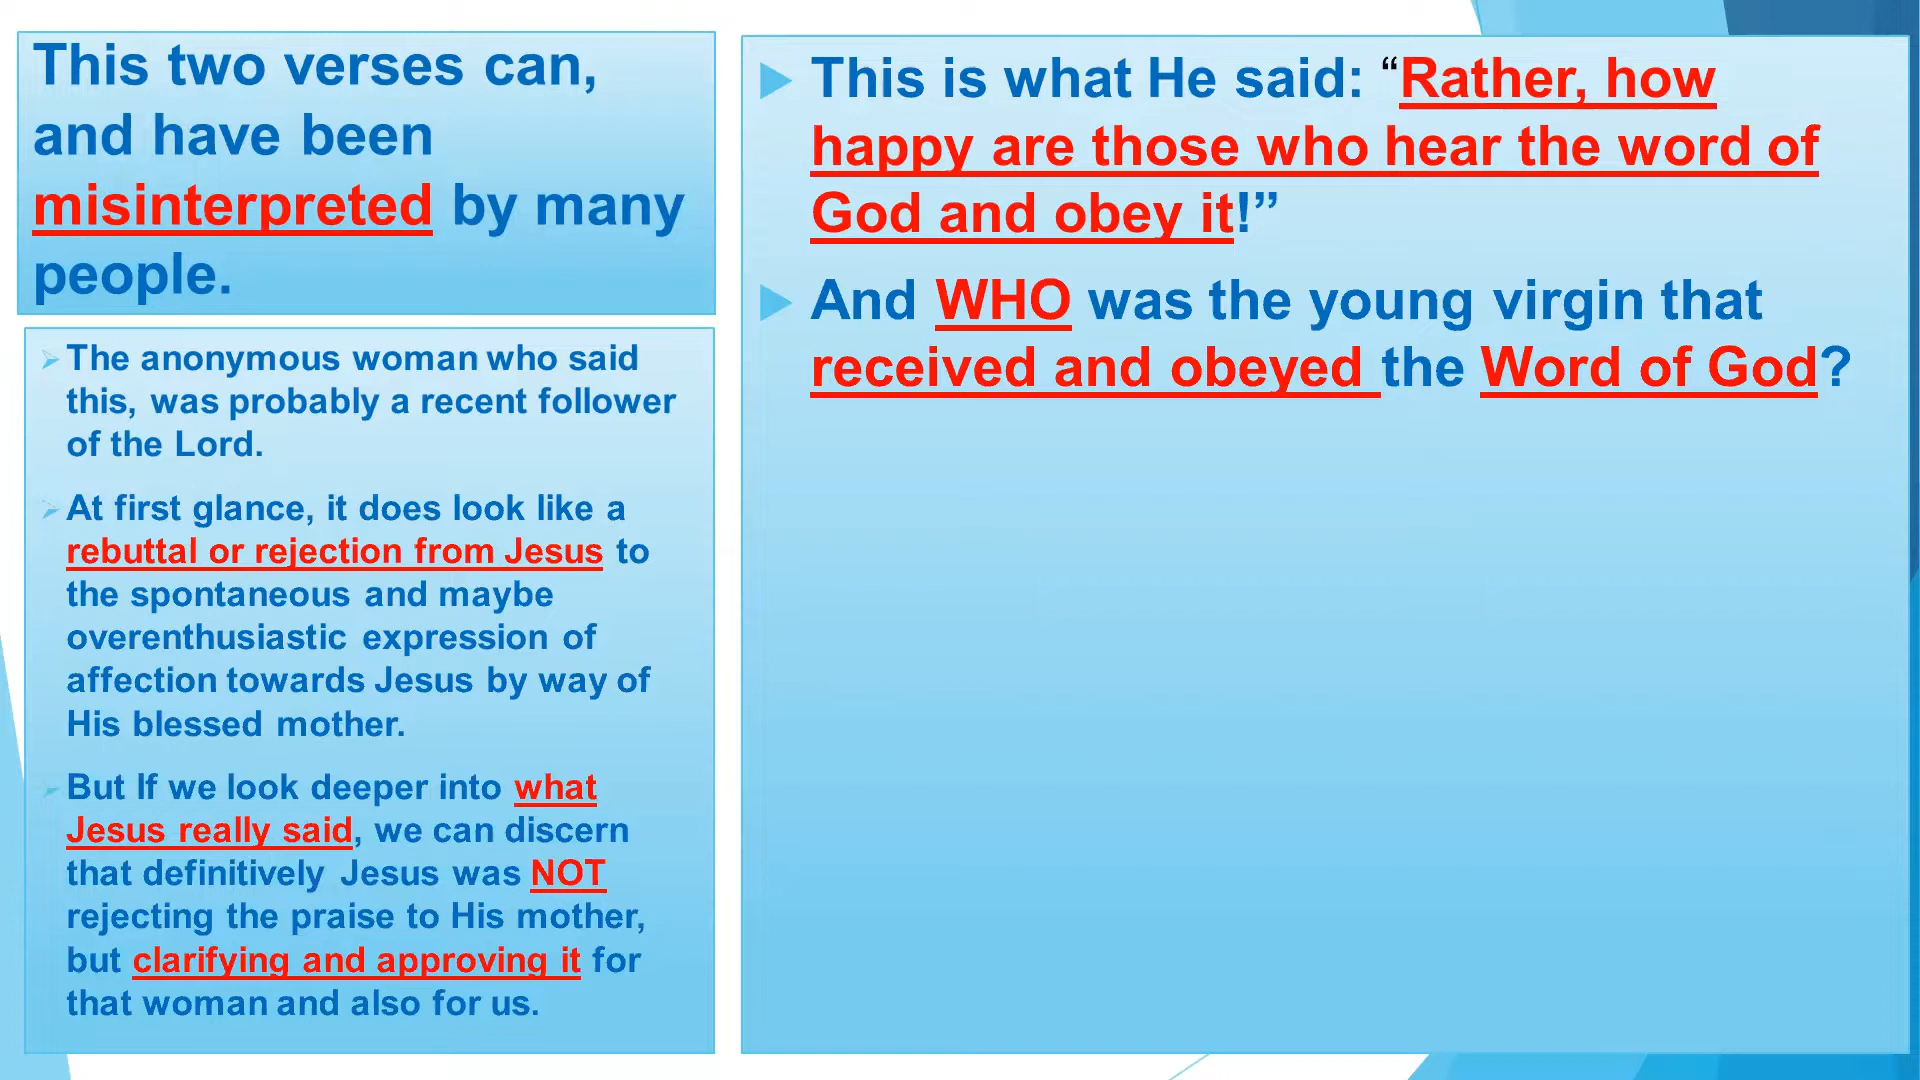 This two verses can,
and have been
misinterpreted by many
people.
The anonymous woman who said
this, was probably a recent follower
of the Lord.
At first glance, it does look like a
rebuttal or rejection from Jesus to
the spontaneous and maybe
overenthusiastic expression of
affection towards Jesus by way of
His blessed mother.
But If we look deeper into what
Jesus really said, we can discern
that definitively Jesus was NOT
rejecting the praise to His mother,
but clarifying and approving it for
that woman and also for us.
This is what He said: “Rather, how
happy are those who hear the word of
God and obey it!”
And WHO was the young virgin that
received and obeyed the Word of God?